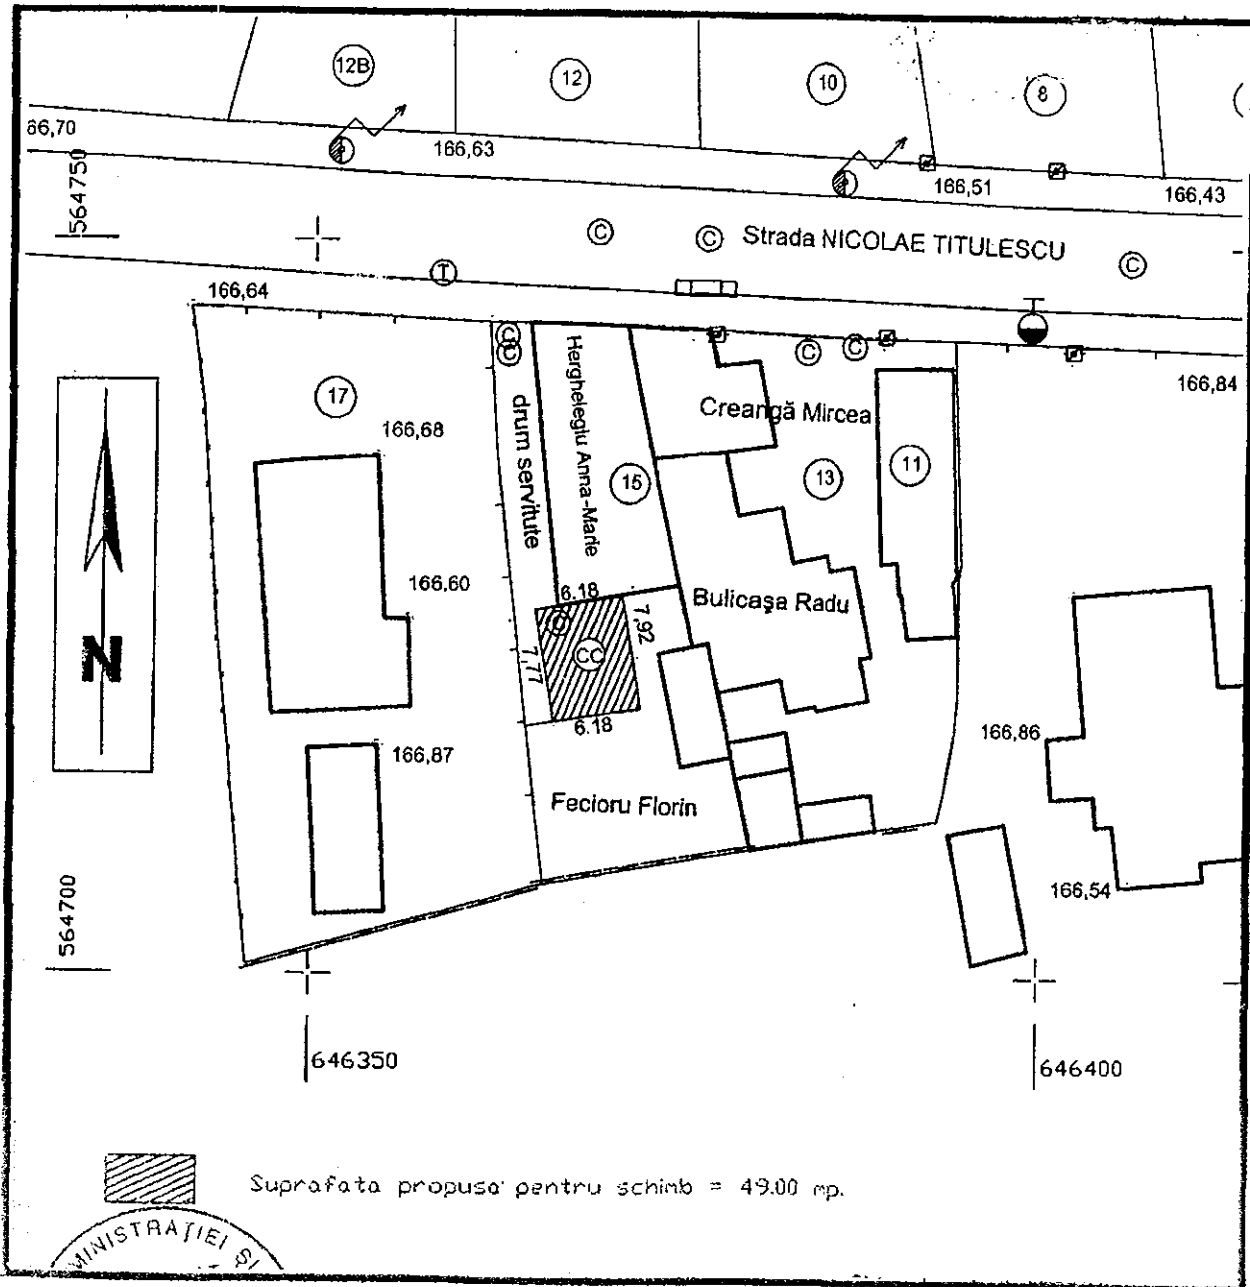 12B
12
10
8
66,70
166,63
166,51
166,43
564750
Strada NICOLAE TITULESCU
C
C
C
T
166,64
C
C
C
C
166,84
17
166,68
drum servitute
Herghelegiu Anna-Marie
15
Creangă Mircea
13
11
166,60
6.18
7,92
7,77
CC
6.18
Bulicaşa Radu
N
166,87
166,86
Fecioru Florin
166,54
564700
646350
646400
Suprafata propusa pentru schimb = 49.00 mp.
MINISTRAŢIEI ŞI